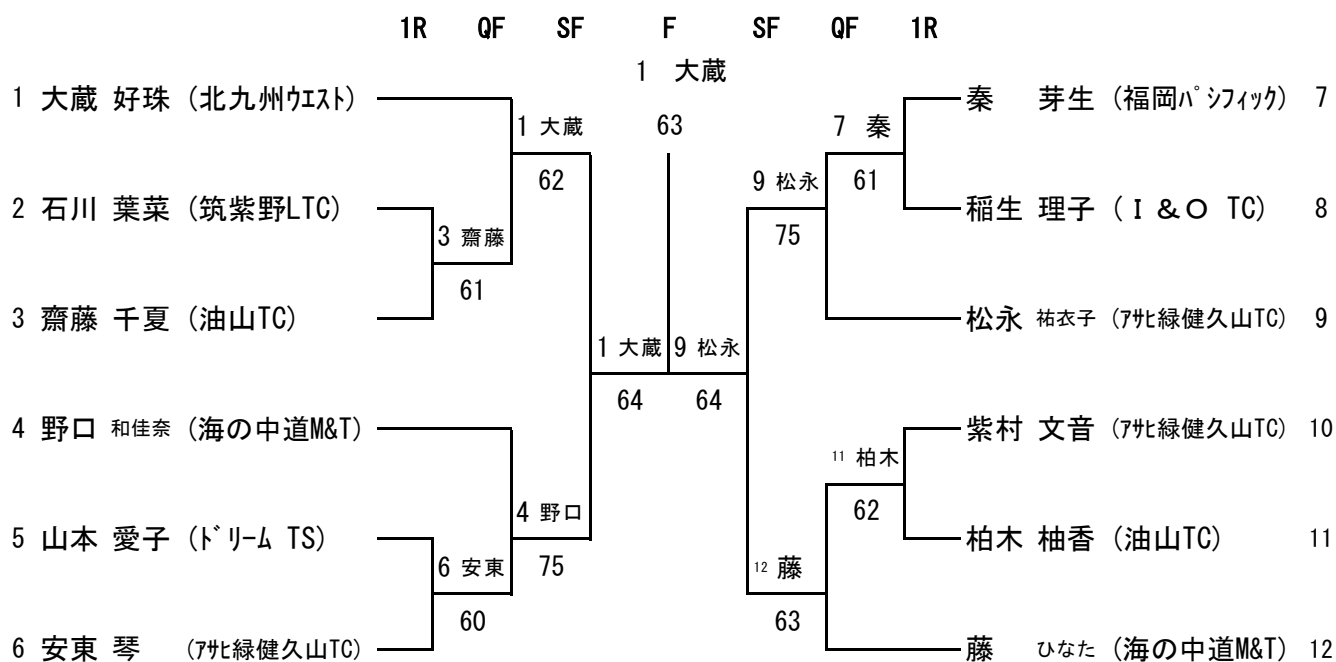 1R QF SF F SF QF 1R
1 大蔵
1 大蔵 好珠 (北九州ｳｴｽﾄ) 秦 芽生 (福岡ﾊﾟｼﾌｨｯｸ) 7
1 大蔵 63 7 秦
62 9 松永 61
2 石川 葉菜 (筑紫野LTC) 稲生 理子 (Ｉ＆Ｏ TC) 8
3 齋藤 75
61
3 齋藤 千夏 (油山TC) 松永 祐衣子 (ｱｻﾋ緑健久山TC) 9
1 大蔵 9 松永
64 64
4 野口 和佳奈 (海の中道M&T) 紫村 文音 (ｱｻﾋ緑健久山TC) 10
11 柏木
4 野口 62
5 山本 愛子 (ﾄﾞﾘｰﾑ TS) 柏木 柚香 (油山TC) 11
6 安東 75 12 藤
60 63
6 安東 琴 (ｱｻﾋ緑健久山TC) 藤 ひなた (海の中道M&T) 12